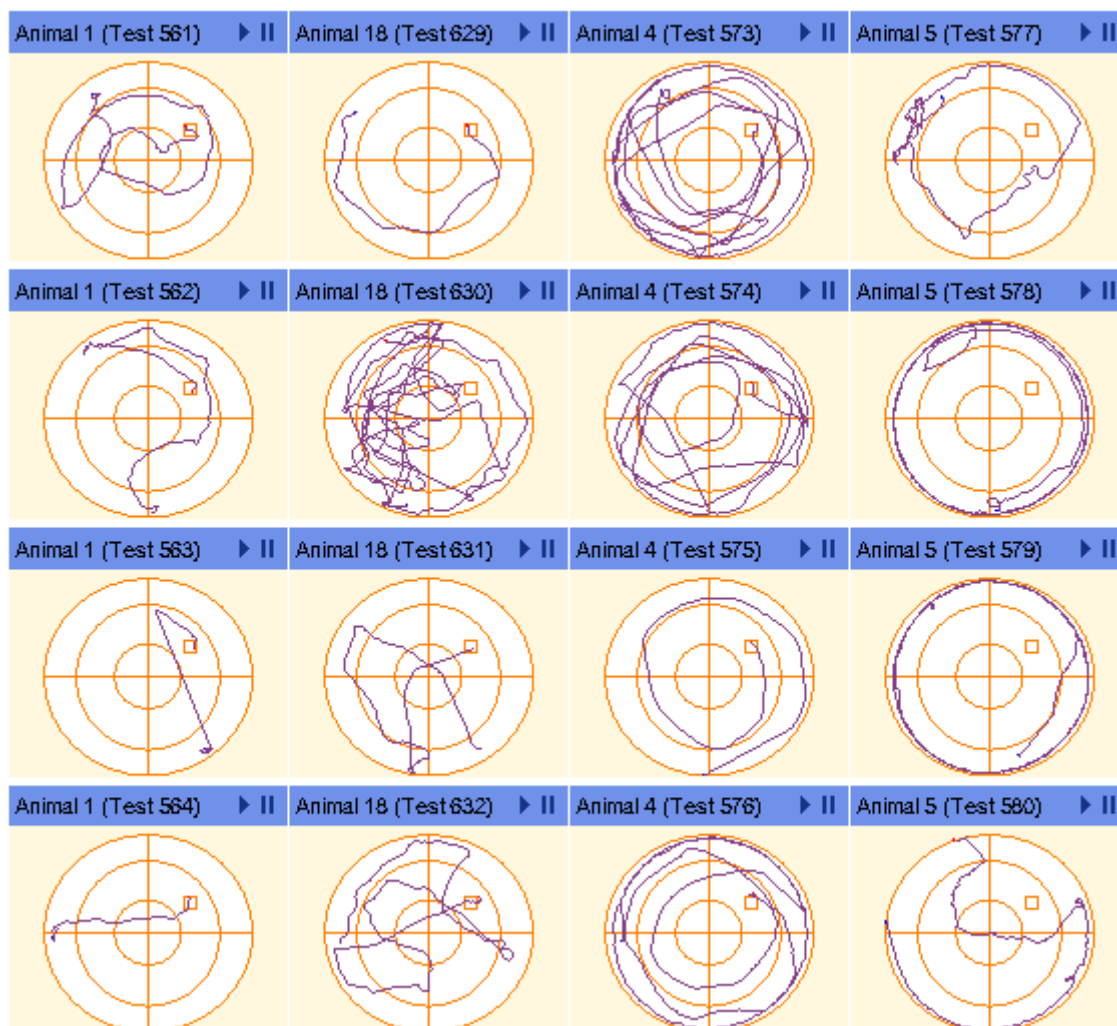 Animal 1 (Test 561) Animal 18 (Test 629) Animal 4 (Test 573) Animal 5 (Test 577)
Animal 1 (Test 562) Animal 18 (Test 630) Animal 4 (Test 574) Animal 5 (Test 578)
Animal 1 (Test 563) Animal 18 (Test 631) Animal 4 (Test 575) Animal 5 (Test 579)
Animal 1 (Test 564) Animal 18 (Test 632) Animal 4 (Test 576) Animal 5 (Test 580)